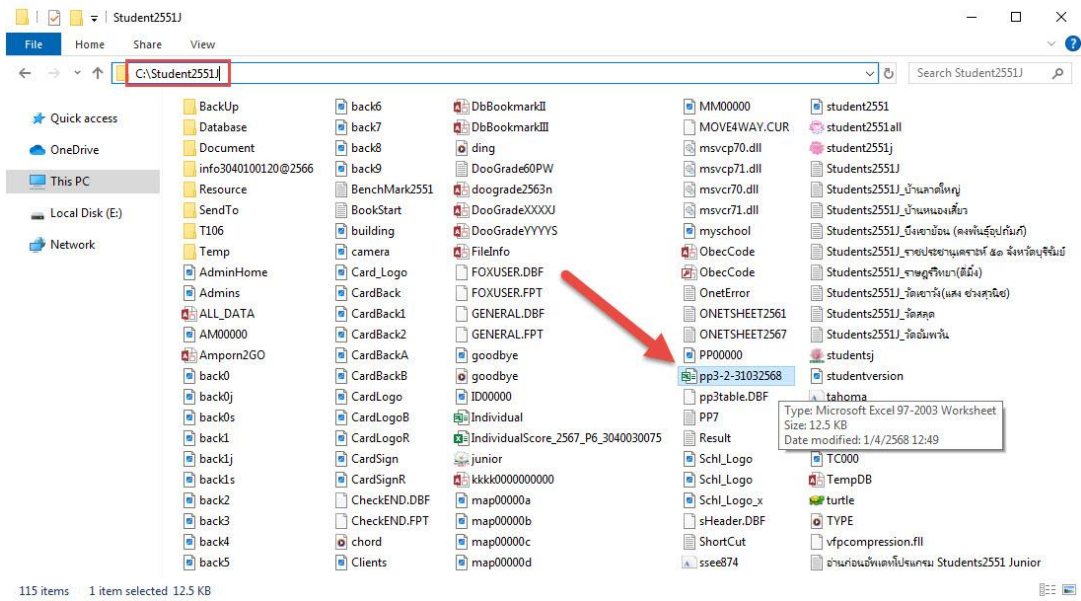 Student2551J
File Home Share View
C:\Student2551J
Search Student2551J
Quick access
OneDrive
This PC
Local Disk (E:)
Network
BackUp
Database
Document
info3040100120@2566
Resource
SendTo
T106
Temp
AdminHome
Admins
ALL_DATA
AM00000
Amporn2GO
back0
back0j
back0s
back1
back1j
back1s
back2
back3
back4
back5
back6
back7
back8
back9
BenchMark2551
BookStart
building
camera
Card_Logo
CardBack
CardBack1
CardBack2
CardBackA
CardBackB
CardLogo
CardLogoB
CardLogoR
CardSign
CardSignR
CheckEND.DBF
CheckEND.FPT
chord
Clients
DbBookmarkII
DbBookmarkIII
ding
DooGrade60PW
doograde2563n
DooGradeXXXXJ
DooGradeYYYYS
FileInfo
FOXUSER.DBF
FOXUSER.FPT
GENERAL.DBF
GENERAL.FPT
goodbye
goodbye
ID00000
Individual
IndividualScore_2567_P6_3040030075
junior
kkkk0000000000
map00000a
map00000b
map00000c
map00000d
MM00000
MOVE4WAY.CUR
msvcp70.dll
msvcp71.dll
msvcr70.dll
msvcr71.dll
myschool
ObecCode
ObecCode
OnetError
ONETSHEET2561
ONETSHEET2567
PP00000
pp3-2-31032568
pp3table.DBF
PP7
Result
Schl_Logo
Schl_Logo
Schl_Logo_x
sHeader.DBF
ShortCut
ssee874
student2551
student2551all
student2551j
Students2551J
Students2551J_บ้านลาดใหญ่
Students2551J_บ้านหนองเสี้ยว
Students2551J_บึงเขาย้อน (คงพันธุ์อุปถัมภ์)
Students2551J_ราชประชานุเคราะห์ ๕๑ จังหวัดบุรีรัมย์
Students2551J_ราษฎร์วิทยา(ตี่มิ้ง)
Students2551J_วัดเขาวัง(แสง ช่วงสุวนิช)
Students2551J_วัดสลุด
Students2551J_วัดอัมพวัน
studentsj
studentversion
tahoma
Type: Microsoft Excel 97-2003 Worksheet
Size: 12.5 KB
Date modified: 1/4/2568 12:49
TC000
TempDB
turtle
TYPE
vfpcompression.fll
อ่านก่อนอัพเดทโปรแกรม Students2551 Junior
115 items 1 item selected 12.5 KB